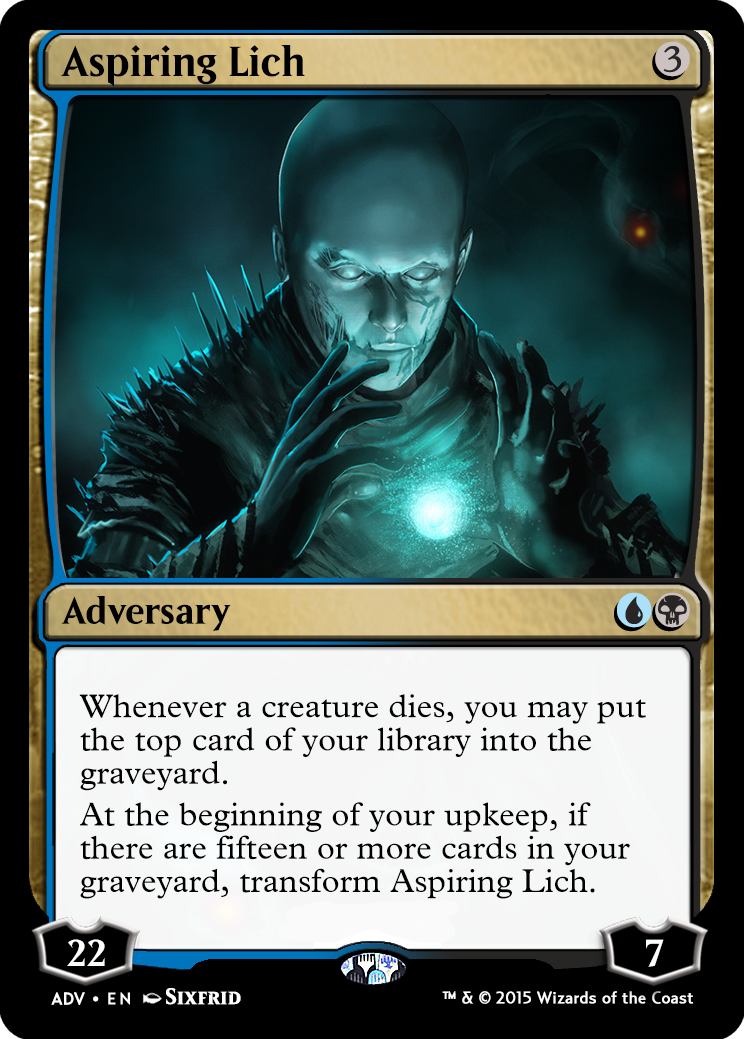 Aspiring Lich 3
Adversary
Whenever a creature dies, you may put
the top card of your library into the
graveyard.
At the beginning of your upkeep, if
there are fifteen or more cards in your
graveyard, transform Aspiring Lich.
22 7
ADV • EN SIXFRID ™ & © 2015 Wizards of the Coast